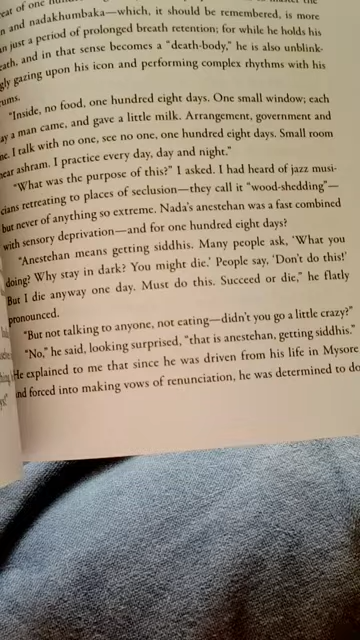 eat of one hund
n and nadakhumbaka—which, it should be remembered, is more
an just a period of prolonged breath retention; for while he holds his
eath, and in that sense becomes a "death-body," he is also unblink-
gly gazing upon his icon and performing complex rhythms with his
rums.
"Inside, no food, one hundred eight days. One small window; each
ay a man came, and gave a little milk. Arrangement, government and
me. I talk with no one, see no one, one hundred eight days. Small room
near ashram. I practice every day, day and night."
"What was the purpose of this?" I asked. I had heard of jazz musi-
cians retreating to places of seclusion—they call it "wood-shedding"—
but never of anything so extreme. Nada's anestehan was a fast combined
with sensory deprivation—and for one hundred eight days?
"Anestehan means getting siddhis. Many people ask, 'What you
doing? Why stay in dark? You might die.' People say, 'Don't do this!'
But I die anyway one day. Must do this. Succeed or die," he flatly
pronounced.
"But not talking to anyone, not eating—didn't you go a little crazy?"
"No," he said, looking surprised, "that is anestehan, getting siddhis."
He explained to me that since he was driven from his life in Mysore
and forced into making vows of renunciation, he was determined to do